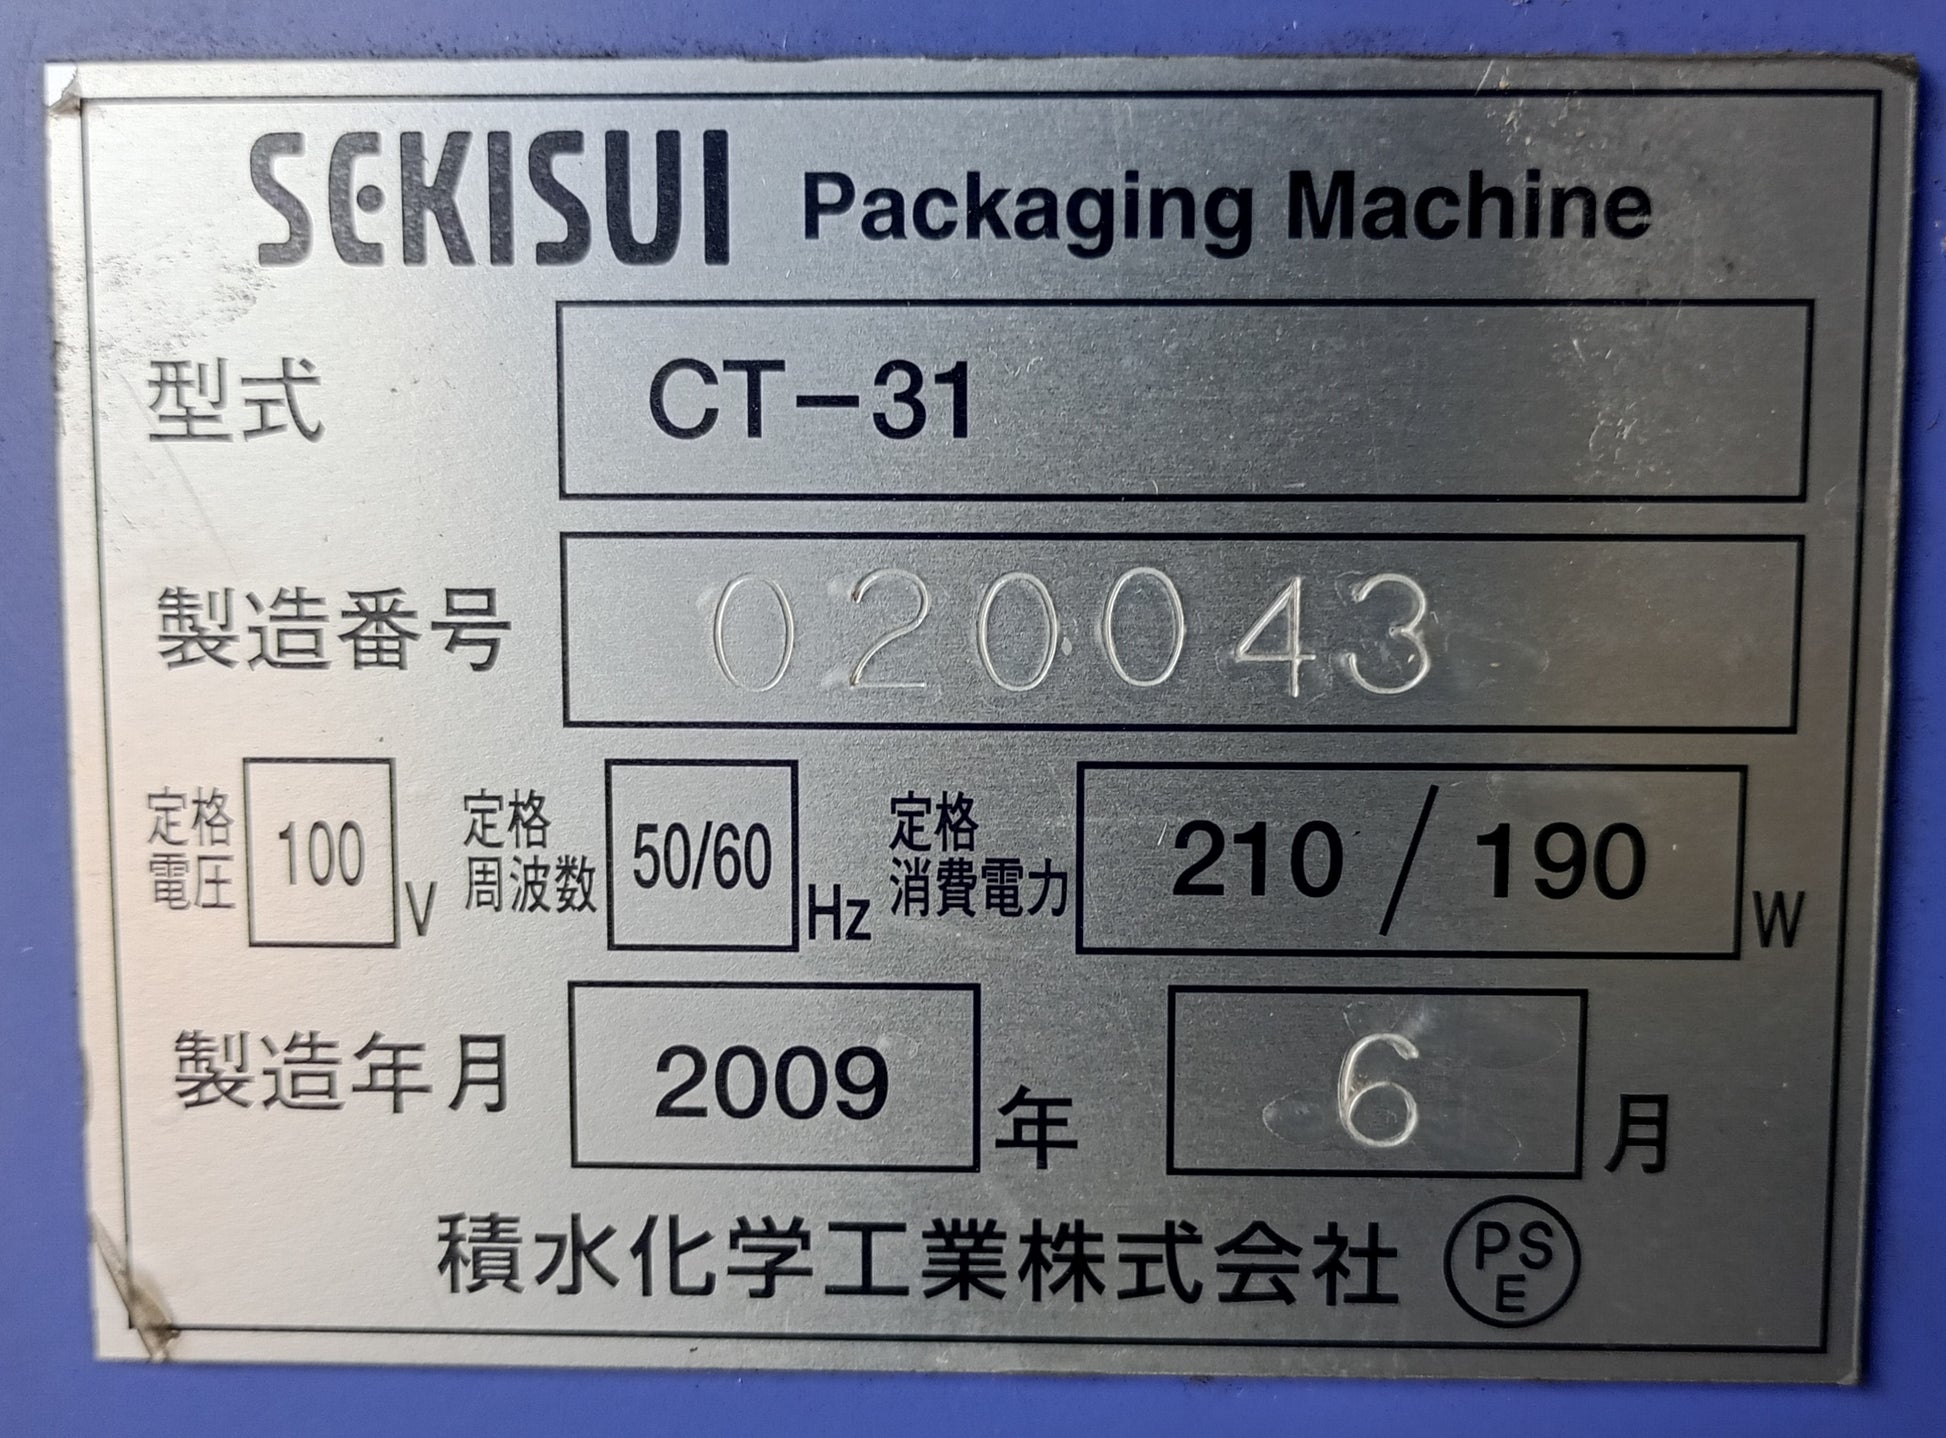 SEKISUI Packaging Machine
型式 CT-31
製造番号 020043
定格電圧 100 V 定格周波数 50/60 Hz 定格消費電力 210/190 W
製造年月 2009 年 6 月
積水化学工業株式会社 PSE